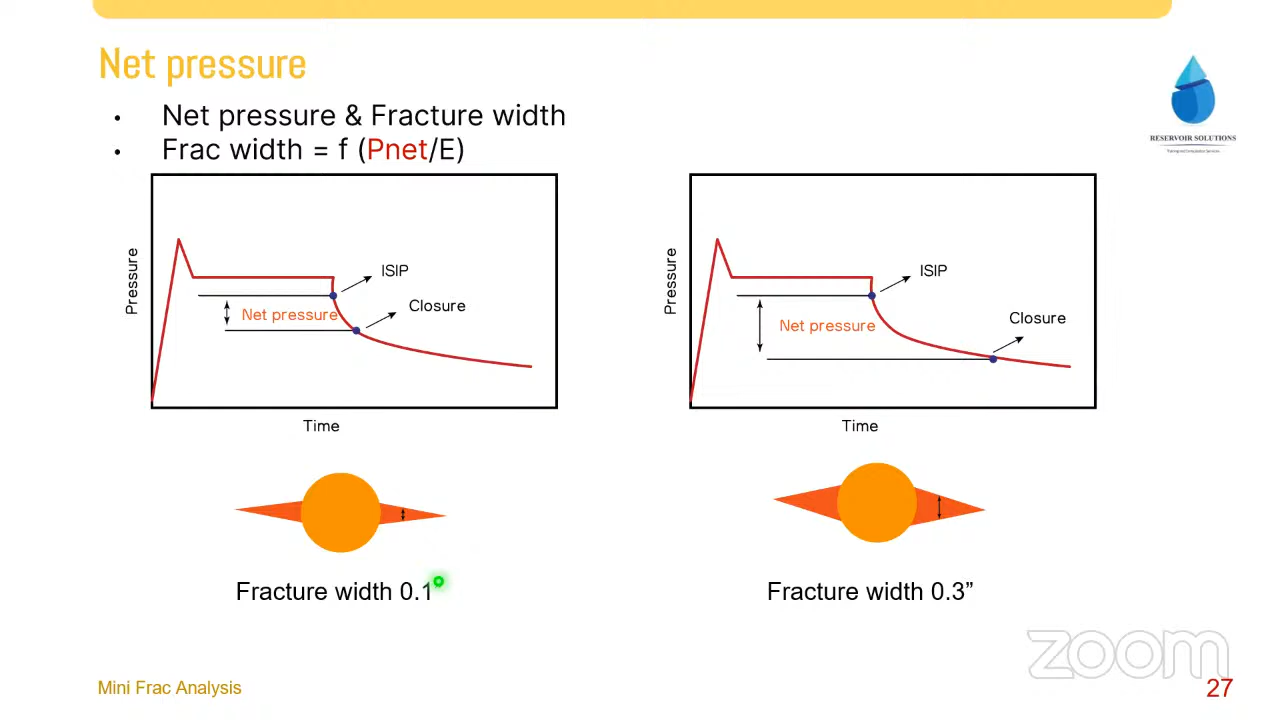 Net pressure
• Net pressure & Fracture width
• Frac width = f (Pnet/E)
RESERVOIR SOLUTIONS
Pressure
ISIP
Closure
Net pressure
Time
Pressure
ISIP
Closure
Net pressure
Time
Fracture width 0.1
Fracture width 0.3”
zoom
Mini Frac Analysis
27